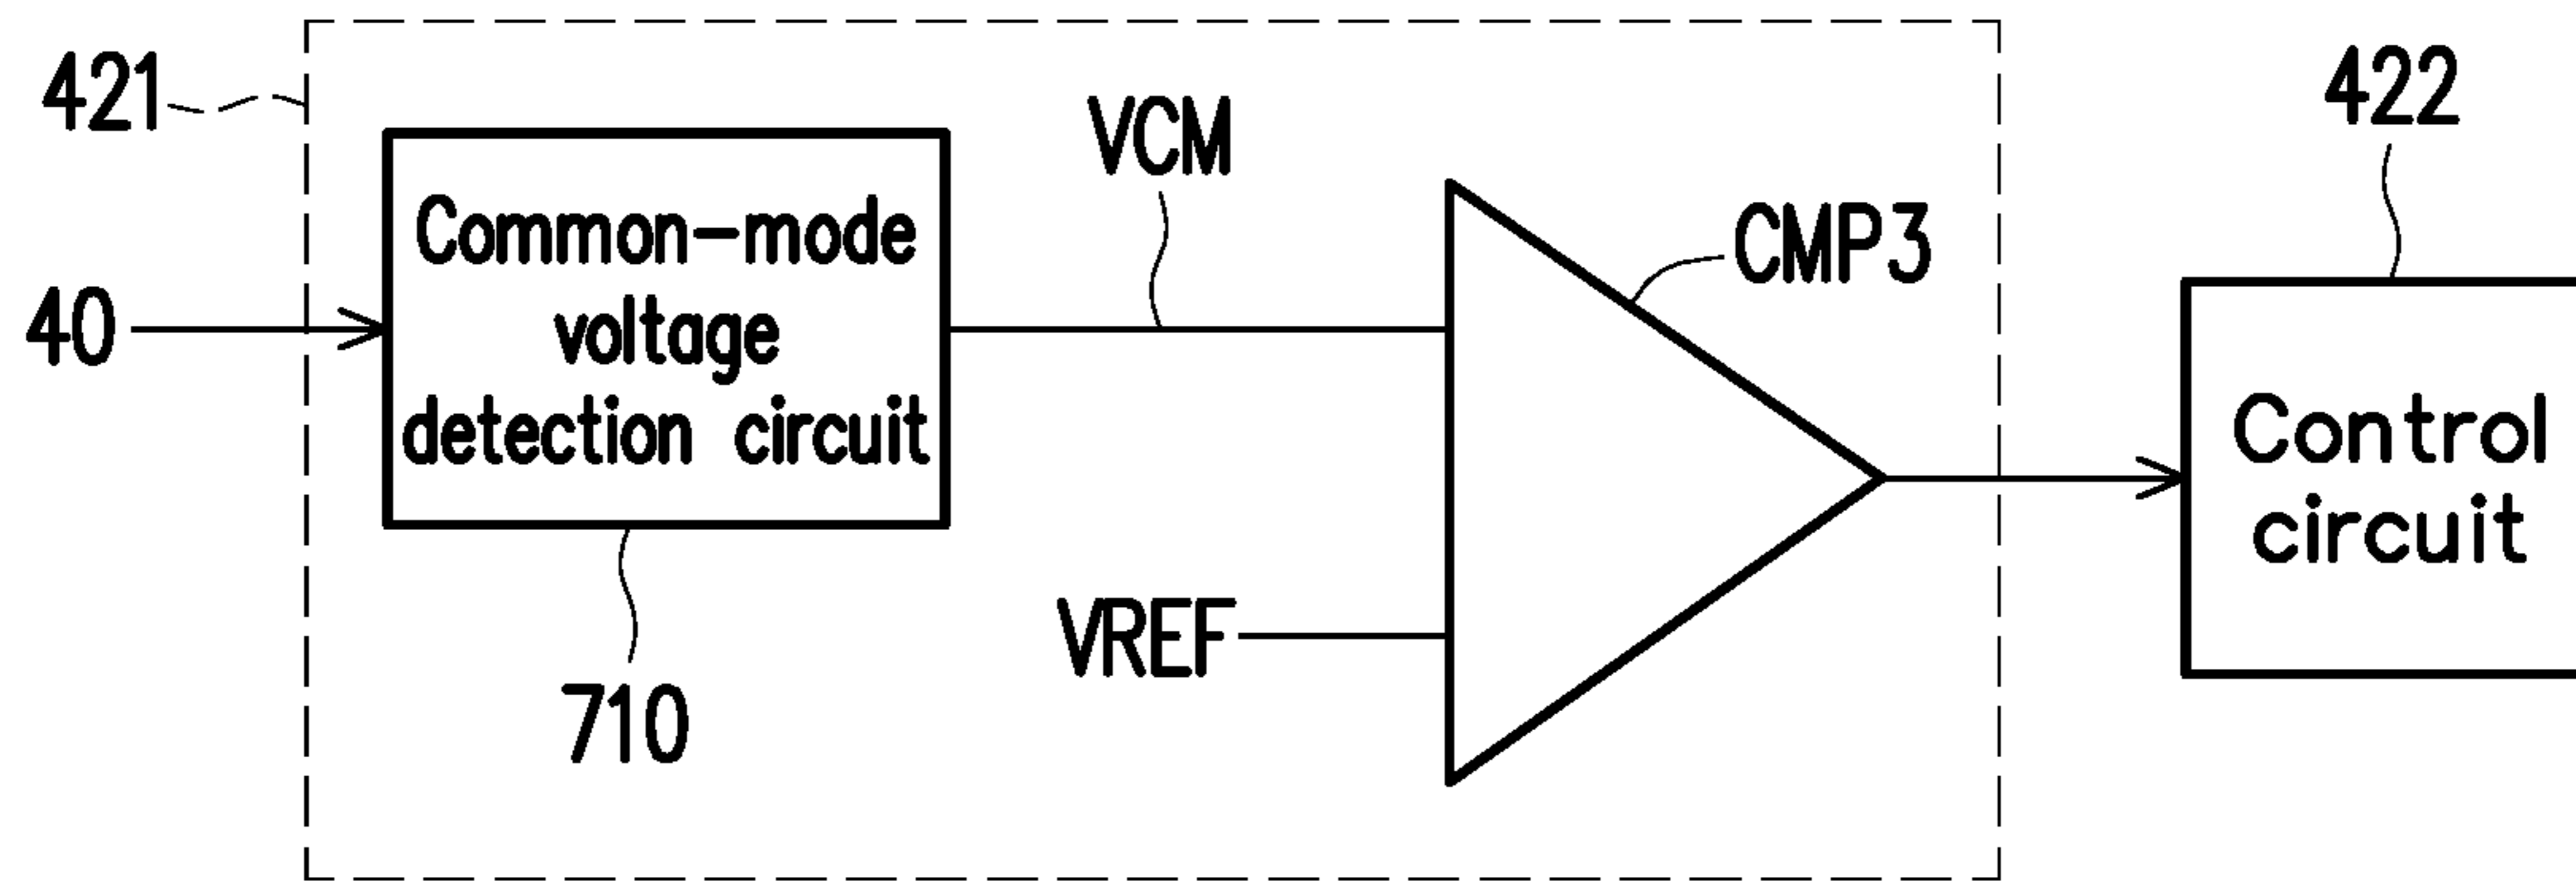 421
422
VCM
CMP3
Common-mode
voltage
detection circuit
40
Control
circuit
VREF
710